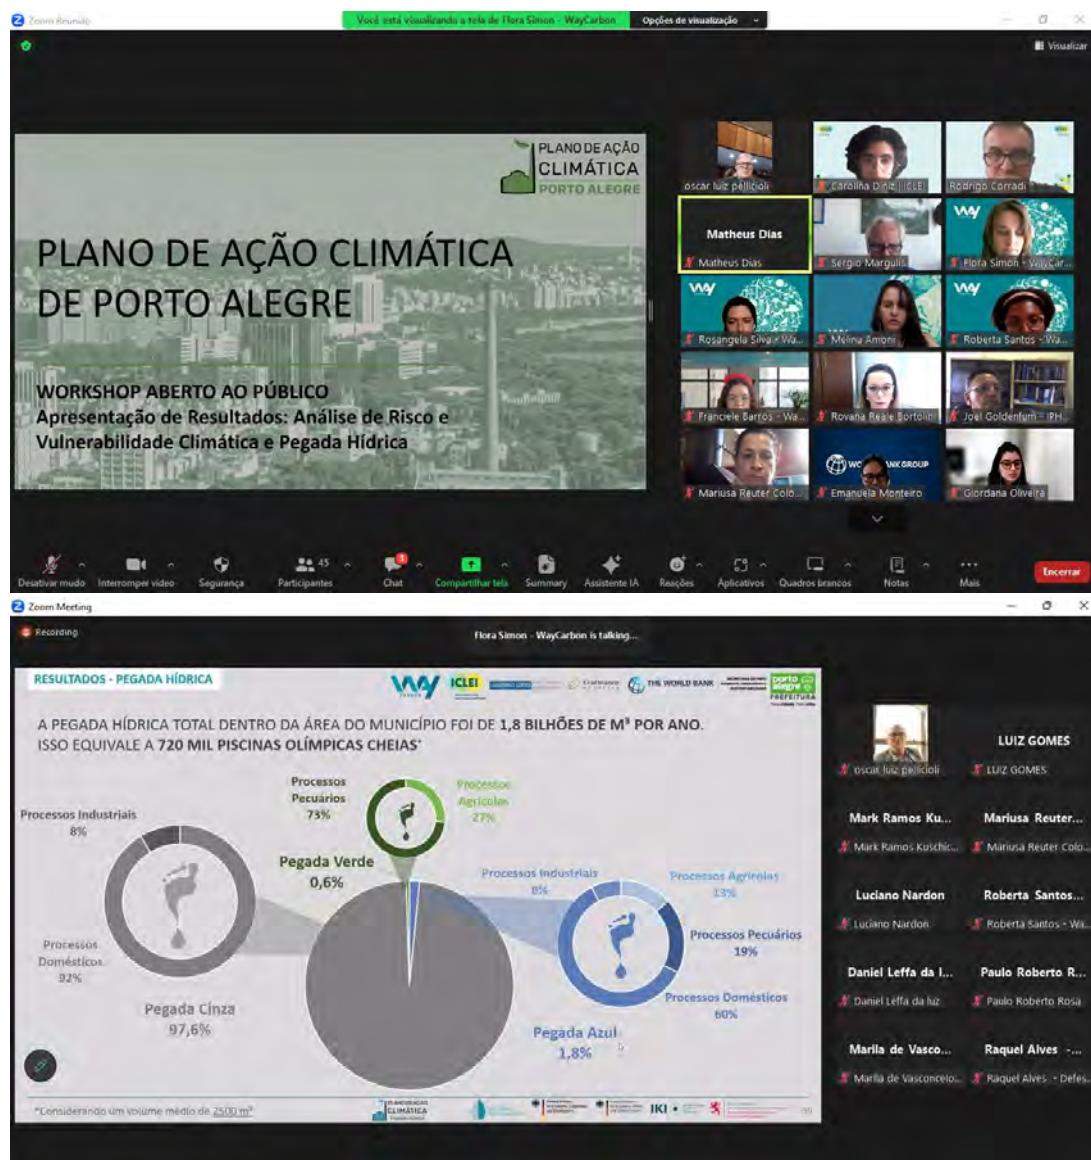 Zoom Reunião
Você está visualizando a tela de Flora Simon - WayCarbon
Opções de visualização
Visualizar
PLANO DE AÇÃO
CLIMÁTICA
PORTO ALEGRE
PLANO DE AÇÃO CLIMÁTICA
DE PORTO ALEGRE
WORKSHOP ABERTO AO PÚBLICO
Apresentação de Resultados: Análise de Risco e
Vulnerabilidade Climática e Pegada Hídrica
oscar luiz pellicioli
Carolina Diniz | ICLEI
Rodrigo Corradi
Matheus Dias
Matheus Dias
Sergio Margulis
WAY
Flora Simon - WayCar...
WAY
Rosangela Silva - Wa...
Melina Amoni
Roberta Santos - Wa...
Franciele Barros - Wa...
Rovana Reale Bortolini
Joel Goldenfum - IPH
Mariusa Reuter Colo...
Emanuela Monteiro
Giordana Oliveira
Desativar mudo
Interromper vídeo
Segurança
45
Participantes
1
Chat
Compartilhar tela
Summary
Assistente IA
Reações
Aplicativos
Quadros brancos
Notas
Mais
Encerrar
Zoom Meeting
Recording
Flora Simon - WayCarbon is talking...
RESULTADOS - PEGADA HÍDRICA
WAY
ICLEI
THE WORLD BANK
porto
alegre
PREFEITURA
A PEGADA HÍDRICA TOTAL DENTRO DA ÁREA DO MUNICÍPIO FOI DE 1,8 BILHÕES DE M³ POR ANO.
ISSO EQUIVALE A 720 MIL PISCINAS OLÍMPICAS CHEIAS*
Processos
Pecuários
73%
Processos
Agrícolas
27%
Processos Industriais
8%
Pegada Verde
0,6%
Processos Industriais
8%
Processos Agrícolas
13%
Processos Pecuários
19%
Processos
Domésticos
92%
Processos Domésticos
60%
Pegada Cinza
97,6%
Pegada Azul
1,8%
*Considerando um volume médio de 2500 m³
CLIMÁTICA
IKI
oscar luiz pellicioli
LUIZ GOMES
LUIZ GOMES
Mark Ramos Ku...
Mark Ramos Kuschic...
Mariusa Reuter...
Mariusa Reuter Colo...
Luciano Nardon
Luciano Nardon
Roberta Santos...
Roberta Santos - Wa...
Daniel Leffa da l...
Daniel Leffa da luz
Paulo Roberto R...
Paulo Roberto Rosa
Marila de Vasco...
Marila de Vasconcelo...
Raquel Alves -...
Raquel Alves - Defes...